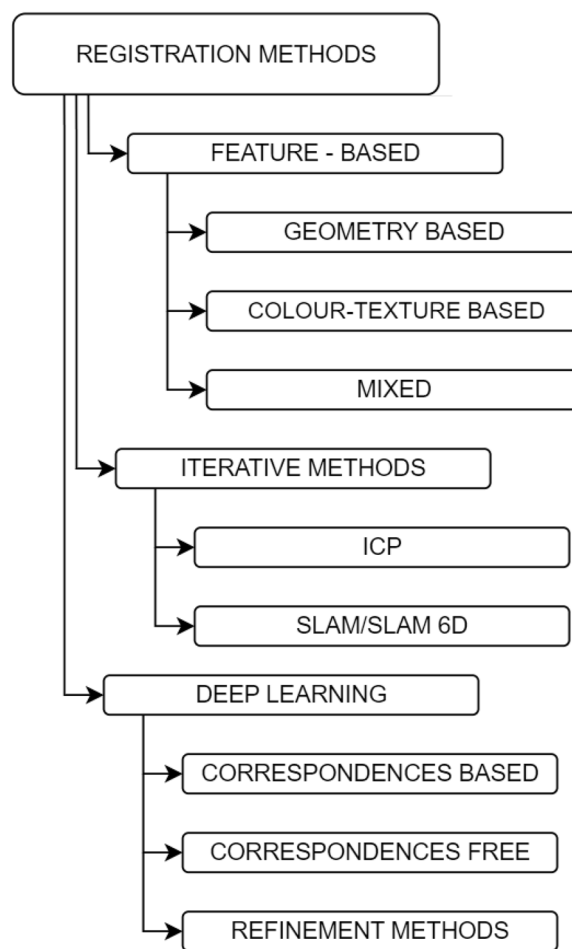 REGISTRATION METHODS
FEATURE - BASED
GEOMETRY BASED
COLOUR-TEXTURE BASED
MIXED
ITERATIVE METHODS
ICP
SLAM/SLAM 6D
DEEP LEARNING
CORRESPONDENCES BASED
CORRESPONDENCES FREE
REFINEMENT METHODS